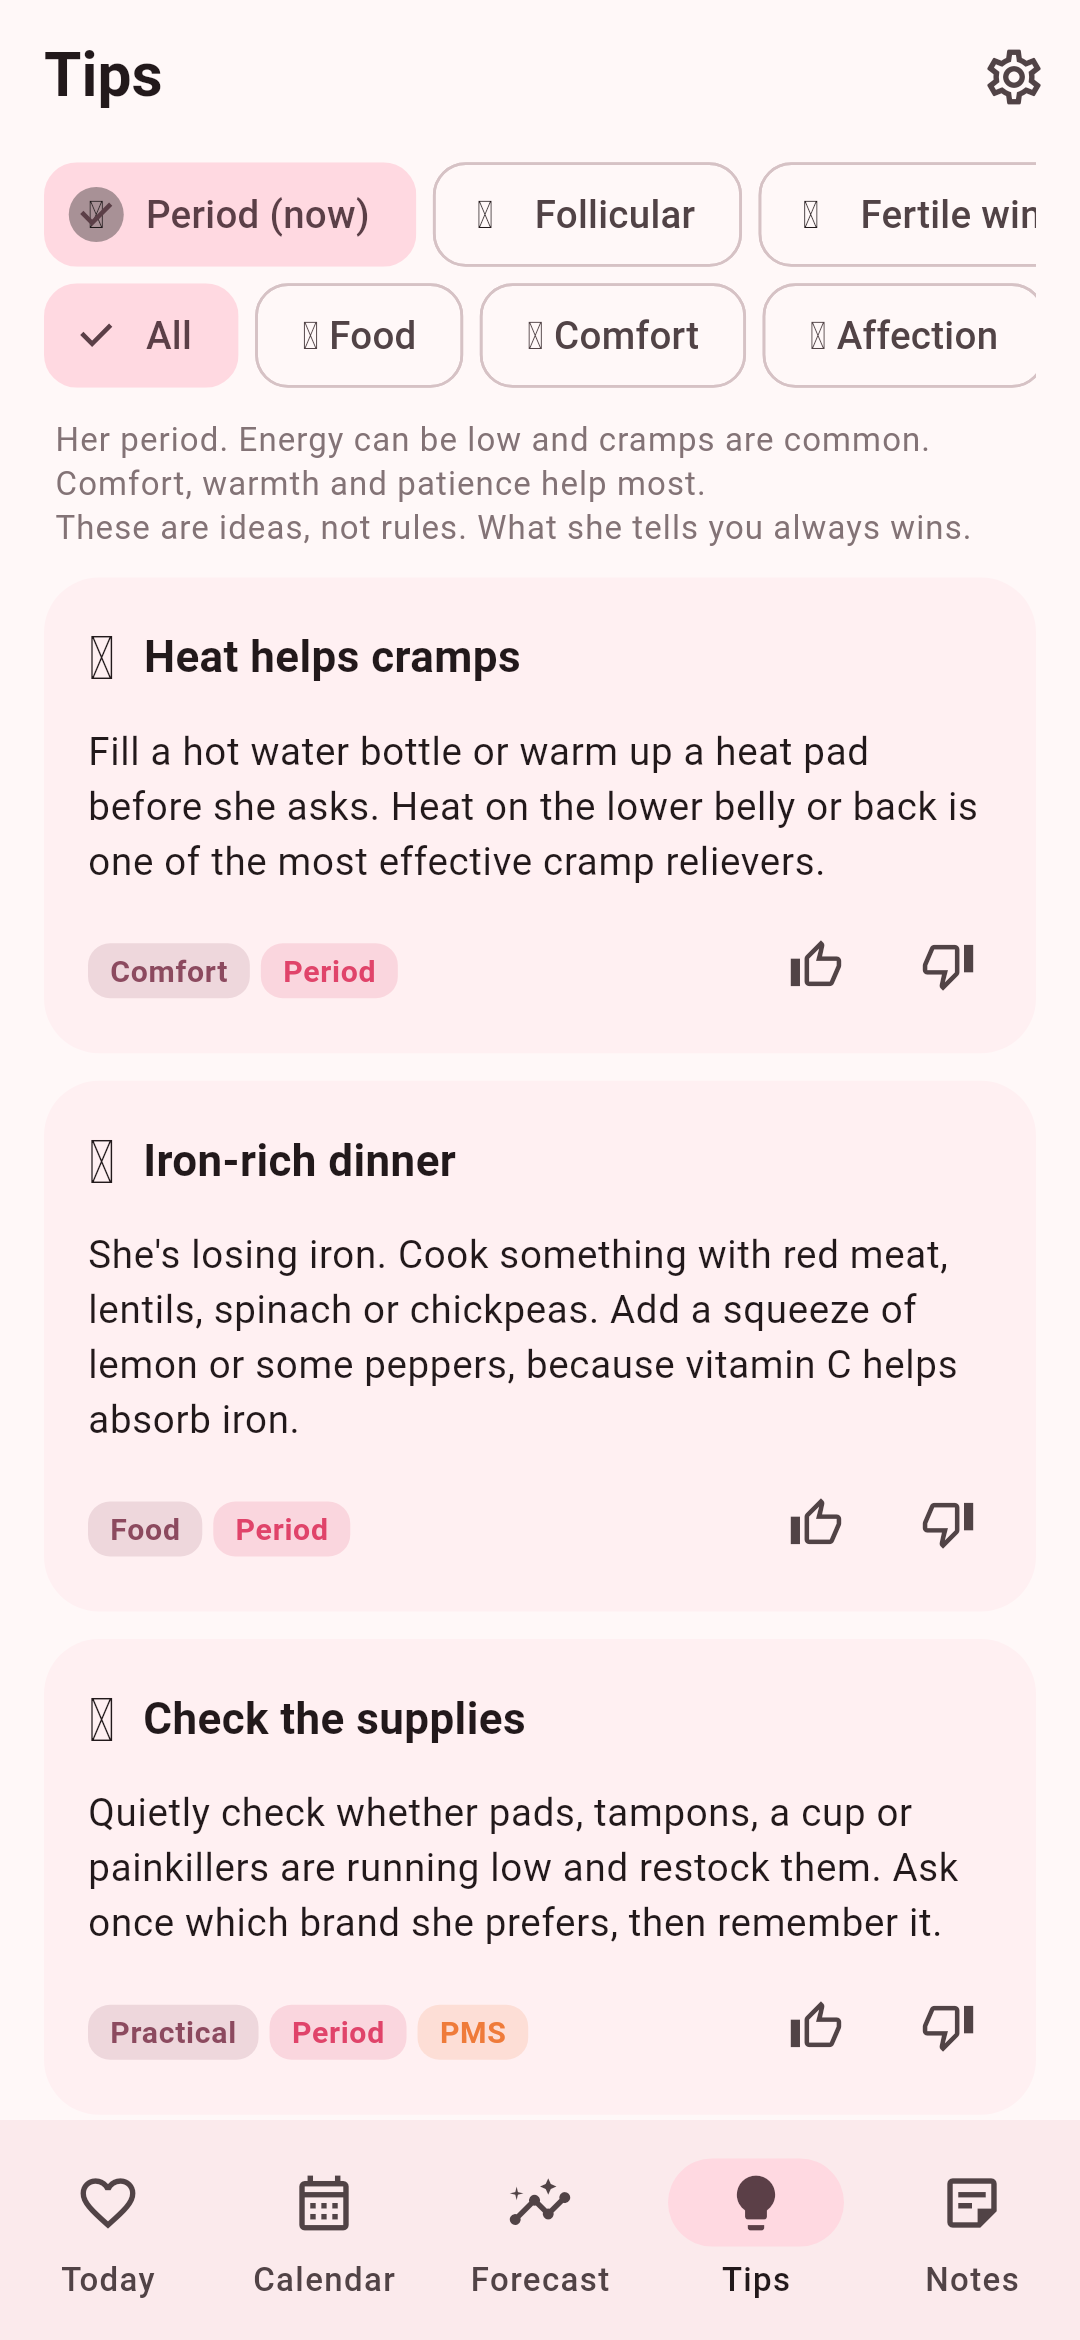 Tips
Period (now)
Follicular
Fertile win
All
Food
Comfort
Affection
Her period. Energy can be low and cramps are common.
Comfort, warmth and patience help most.
These are ideas, not rules. What she tells you always wins.
Heat helps cramps
Fill a hot water bottle or warm up a heat pad
before she asks. Heat on the lower belly or back is
one of the most effective cramp relievers.
Comfort
Period
Iron-rich dinner
She's losing iron. Cook something with red meat,
lentils, spinach or chickpeas. Add a squeeze of
lemon or some peppers, because vitamin C helps
absorb iron.
Food
Period
Check the supplies
Quietly check whether pads, tampons, a cup or
painkillers are running low and restock them. Ask
once which brand she prefers, then remember it.
Practical
Period
PMS
Today
Calendar
Forecast
Tips
Notes